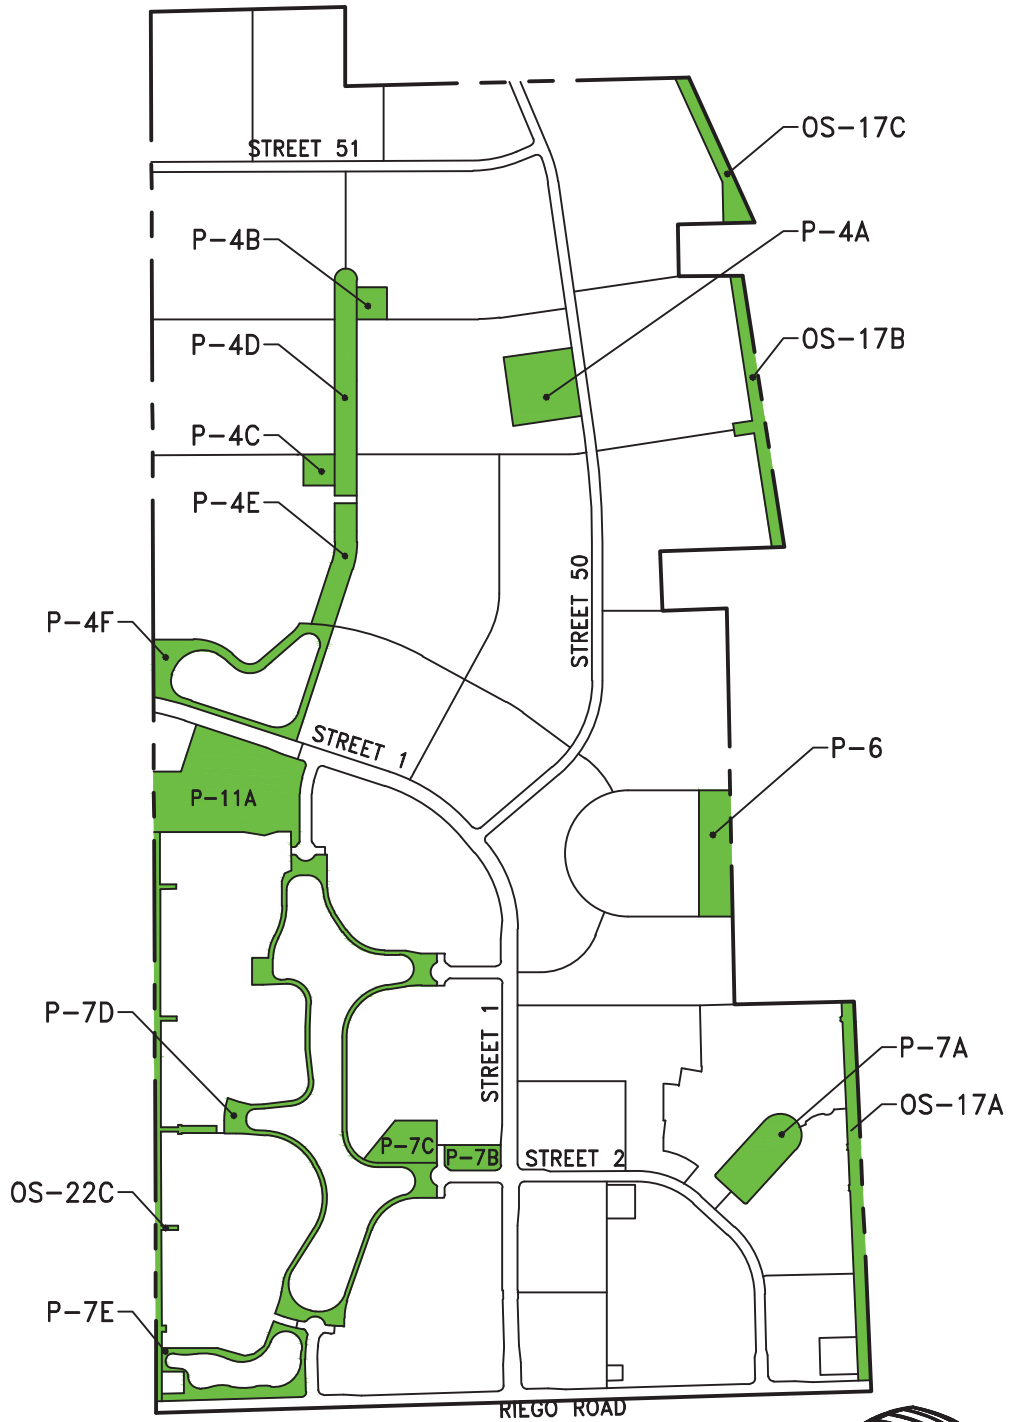 OS-17C
STREET 51
P-4B
P-4A
P-4D
OS-17B
P-4C
P-4E
STREET 50
P-4F
STREET 1
P-6
P-11A
P-7D
STREET 1
P-7A
OS-17A
P-7C
P-7B
STREET 2
OS-22C
P-7E
RIEGO ROAD